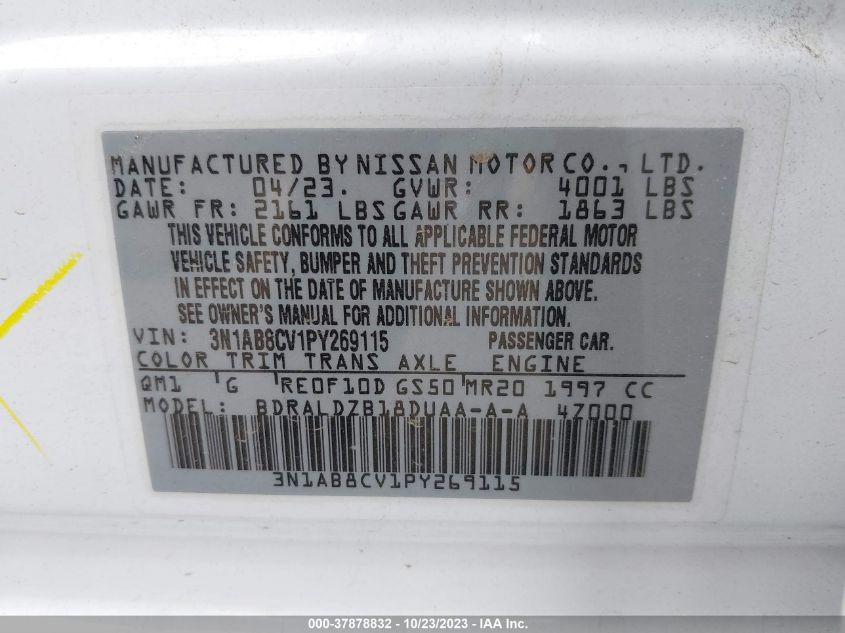 MANUFACTURED BY NISSAN MOTOR CO., LTD.
DATE: 04/23. GVWR: 4001 LBS
GAWR FR: 2161 LBS GAWR RR: 1863 LBS
THIS VEHICLE CONFORMS TO ALL APPLICABLE FEDERAL MOTOR
VEHICLE SAFETY, BUMPER AND THEFT PREVENTION STANDARDS
IN EFFECT ON THE DATE OF MANUFACTURE SHOWN ABOVE.
SEE OWNER'S MANUAL FOR ADDITIONAL INFORMATION.
VIN: 3N1AB8CV1PY269115 PASSENGER CAR.
COLOR TRIM TRANS AXLE ENGINE
QM1 G RE0F10D GS50 MR20 1997 CC
MODEL: BDRALDZB18DUAA-A-A 4Z000
3N1AB8CV1PY269115
000-37878832 / 10/23/2023 - IAA Inc.